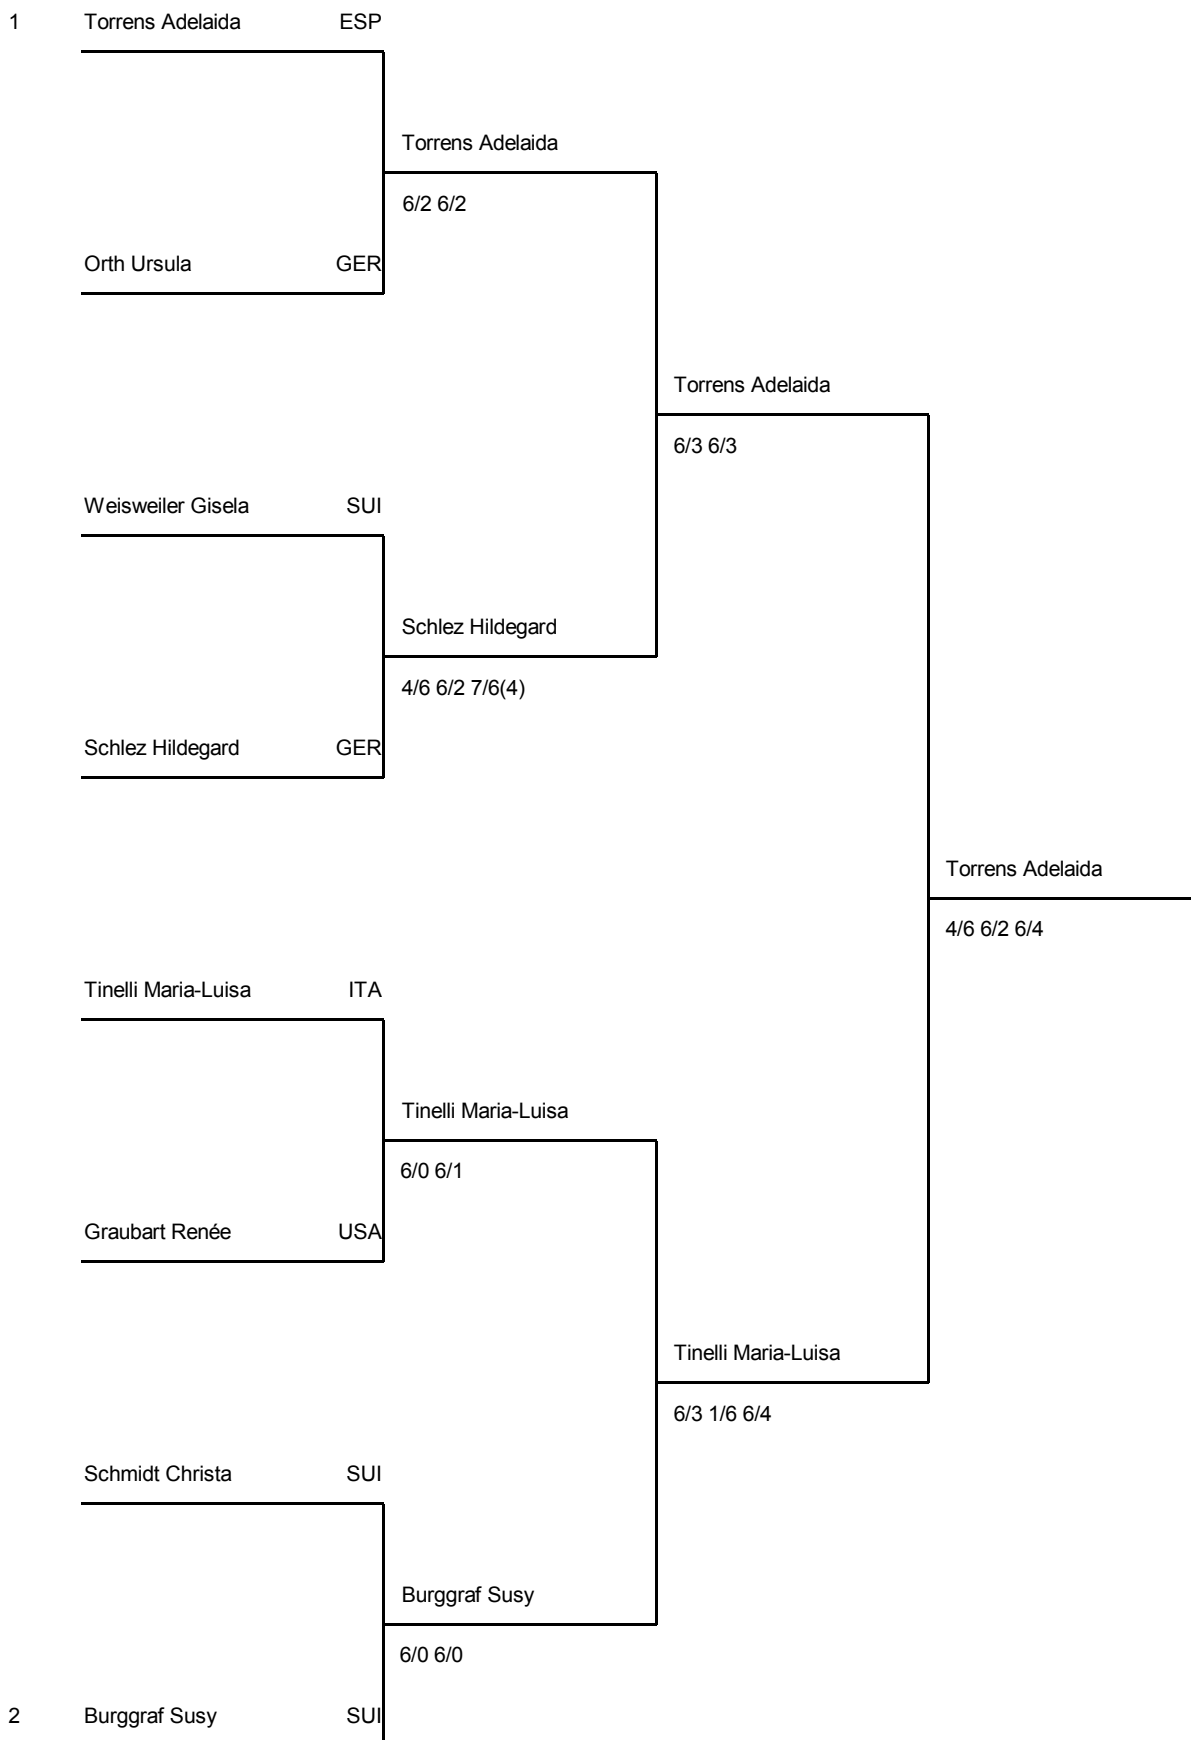 1 Torrens Adelaida ESP
Torrens Adelaida
6/2 6/2
Orth Ursula GER
Torrens Adelaida
6/3 6/3
Weisweiler Gisela SUI
Schlez Hildegard
4/6 6/2 7/6(4)
Schlez Hildegard GER
Torrens Adelaida
4/6 6/2 6/4
Tinelli Maria-Luisa ITA
Tinelli Maria-Luisa
6/0 6/1
Graubart Renée USA
Tinelli Maria-Luisa
6/3 1/6 6/4
Schmidt Christa SUI
Burggraf Susy
6/0 6/0
2 Burggraf Susy SUI